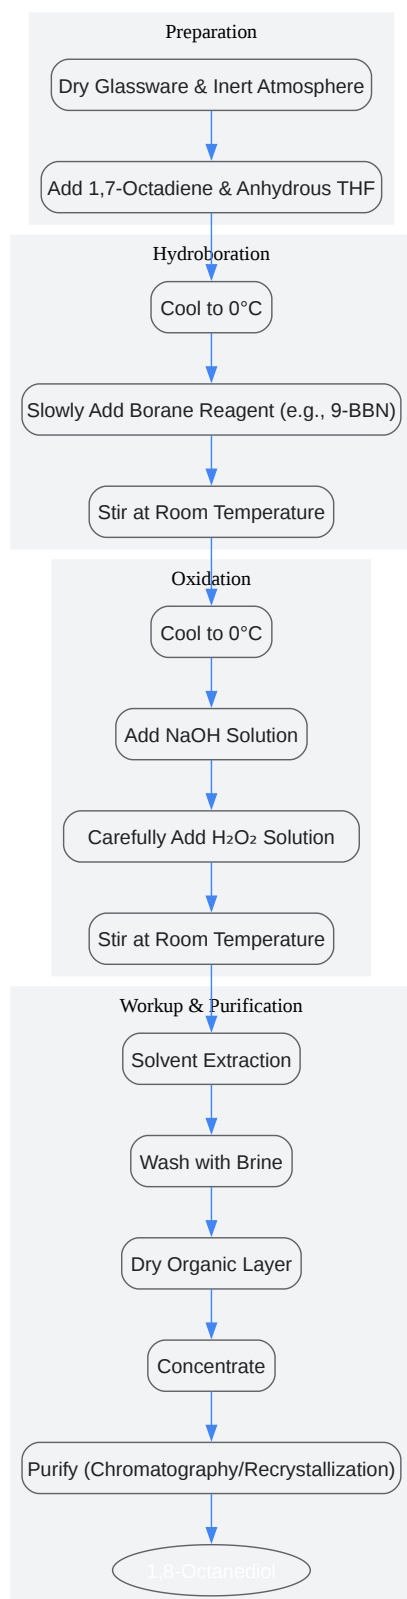 Preparation
Dry Glassware & Inert Atmosphere
Add 1,7-Octadiene & Anhydrous THF
Hydroboration
Cool to 0°C
Slowly Add Borane Reagent (e.g., 9-BBN)
Stir at Room Temperature
Oxidation
Cool to 0°C
Add NaOH Solution
Carefully Add H₂O₂ Solution
Stir at Room Temperature
Workup & Purification
Solvent Extraction
Wash with Brine
Dry Organic Layer
Concentrate
Purify (Chromatography/Recrystallization)
1,8-Octanediol